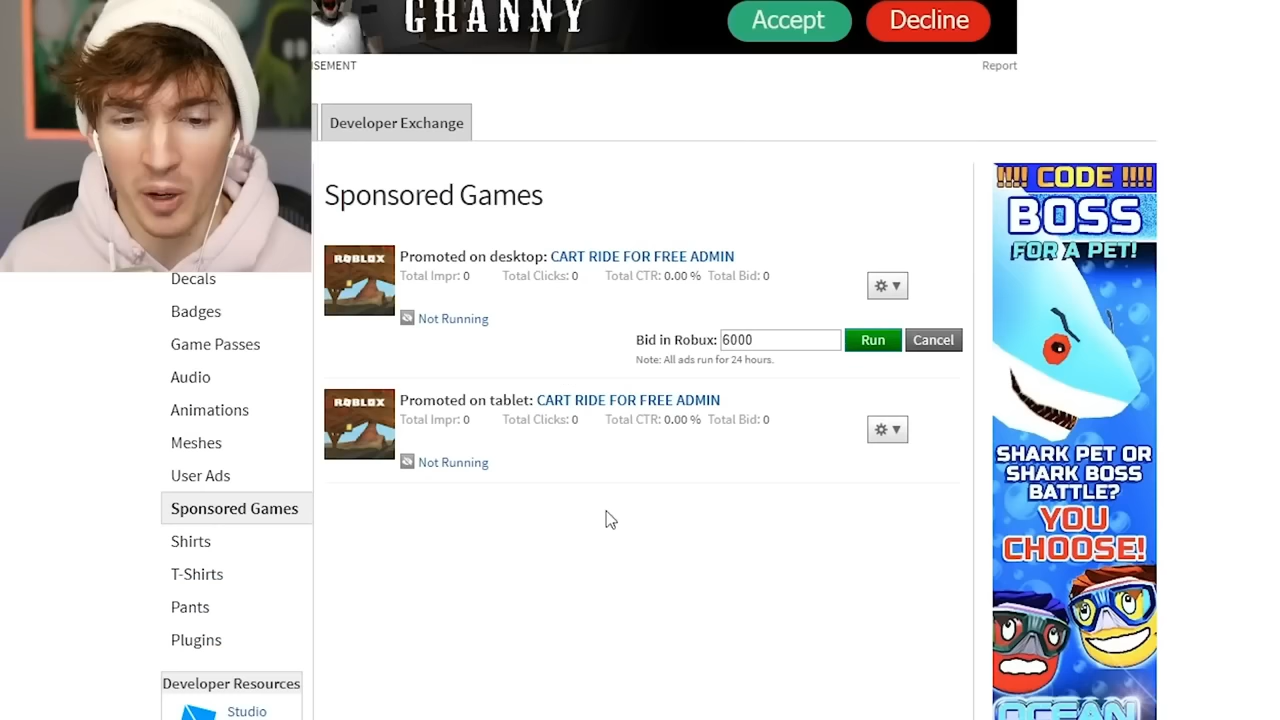 GRANNY
Accept
Decline
ISEMENT
Report
Developer Exchange
Sponsored Games
ROBLOX
Promoted on desktop: CART RIDE FOR FREE ADMIN
Total Impr: 0 Total Clicks: 0 Total CTR: 0.00 % Total Bid: 0
Not Running
Bid in Robux: 6000 Run Cancel
Note: All ads run for 24 hours.
ROBLOX
Promoted on tablet: CART RIDE FOR FREE ADMIN
Total Impr: 0 Total Clicks: 0 Total CTR: 0.00 % Total Bid: 0
Not Running
Decals
Badges
Game Passes
Audio
Animations
Meshes
User Ads
Sponsored Games
Shirts
T-Shirts
Pants
Plugins
Developer Resources
Studio
!!!! CODE !!!!
BOSS
FOR A PET!
SHARK PET OR
SHARK BOSS
BATTLE?
YOU
CHOOSE!
OCEAN